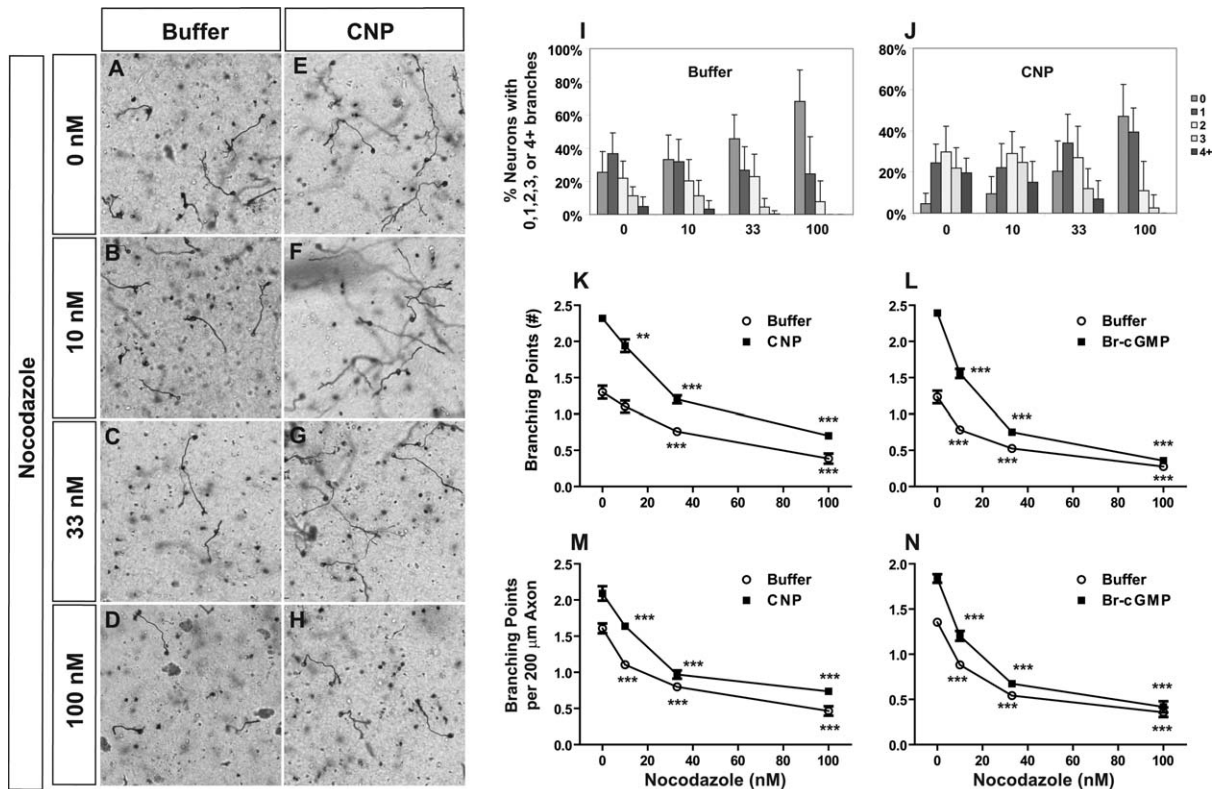 Buffer
CNP
Nocodazole
0 nM
10 nM
33 nM
100 nM
A
E
B
F
C
G
D
H
I
% Neurons with
0,1,2,3, or 4+ branches
100%
80%
60%
40%
20%
0%
Buffer
0
10
33
100
J
80%
60%
40%
20%
0%
CNP
0
10
33
100
0
1
2
3
4+
K
Branching Points (#)
2.5
2.0
1.5
1.0
0.5
0.0
Buffer
CNP
**
***
***
***
***
0
20
40
60
80
100
L
2.5
2.0
1.5
1.0
0.5
0.0
Buffer
Br-cGMP
***
***
***
***
***
***
0
20
40
60
80
100
M
Branching Points
per 200 µm Axon
2.5
2.0
1.5
1.0
0.5
0.0
Buffer
CNP
***
***
***
***
***
***
0
20
40
60
80
100
Nocodazole (nM)
N
2.0
1.5
1.0
0.5
0.0
Buffer
Br-cGMP
***
***
***
***
***
***
0
20
40
60
80
100
Nocodazole (nM)